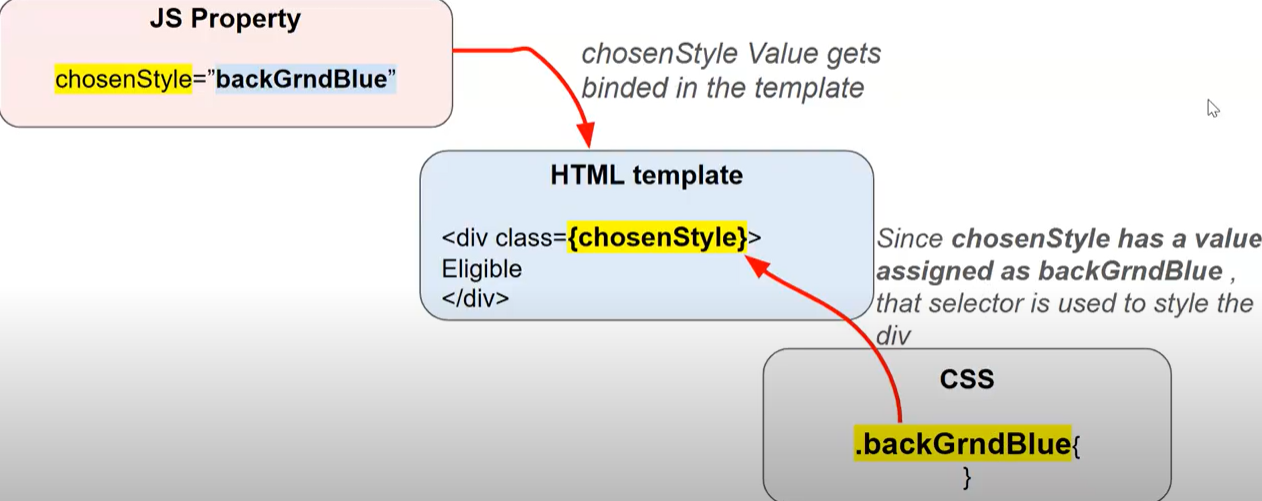 JS Property
chosenStyle=”backGrndBlue”
chosenStyle Value gets
binded in the template
HTML template
<div class={chosenStyle}>
Eligible
</div>
Since chosenStyle has a value
assigned as backGrndBlue ,
that selector is used to style the
div
CSS
.backGrndBlue{
}